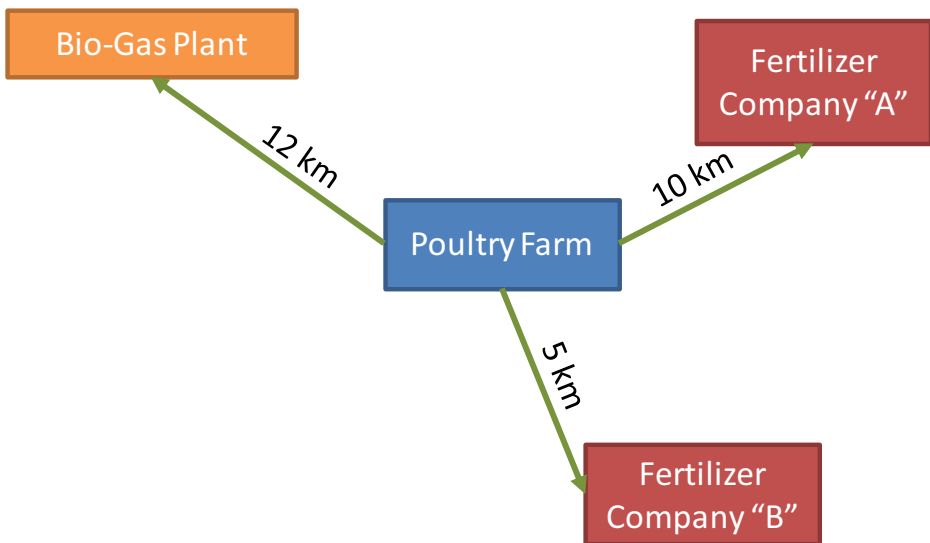 Bio-Gas Plant
Fertilizer
Company “A”
12 km
10 km
Poultry Farm
5 km
Fertilizer
Company “B”